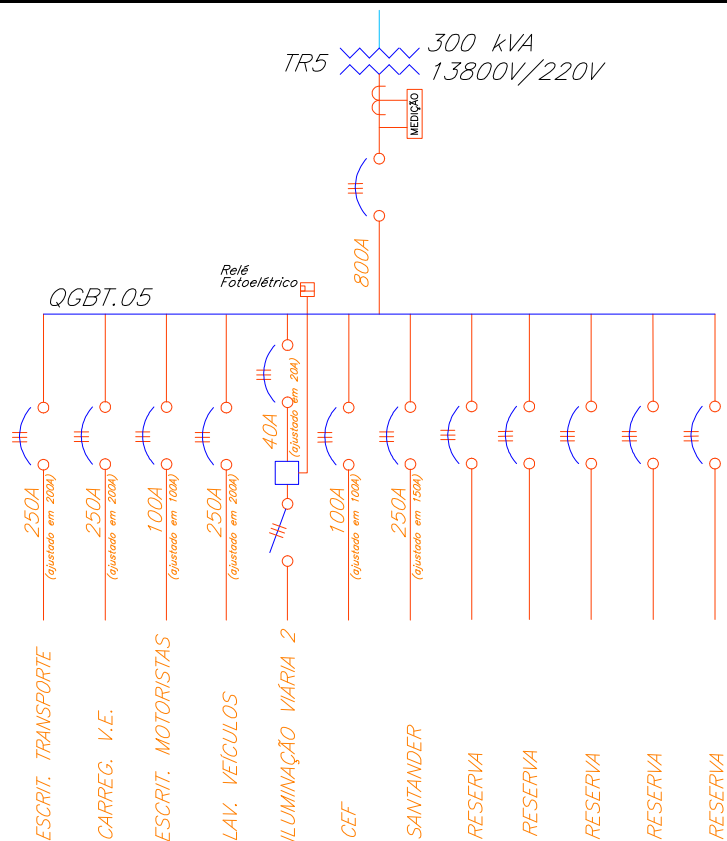 TR5
300 kVA
13800V/220V
MEDIÇÃO
800A
Relé
Fotoelétrico
QGBT.05
250A
(ajustado em 200A)
250A
(ajustado em 200A)
100A
(ajustado em 100A)
250A
(ajustado em 200A)
40A
(ajustado em 20A)
100A
(ajustado em 100A)
250A
(ajustado em 150A)
ESCRIT. TRANSPORTE
CARREG. V.E.
ESCRIT. MOTORISTAS
LAV. VEÍCULOS
ILUMINAÇÃO VIÁRIA 2
CEF
SANTANDER
RESERVA
RESERVA
RESERVA
RESERVA
RESERVA